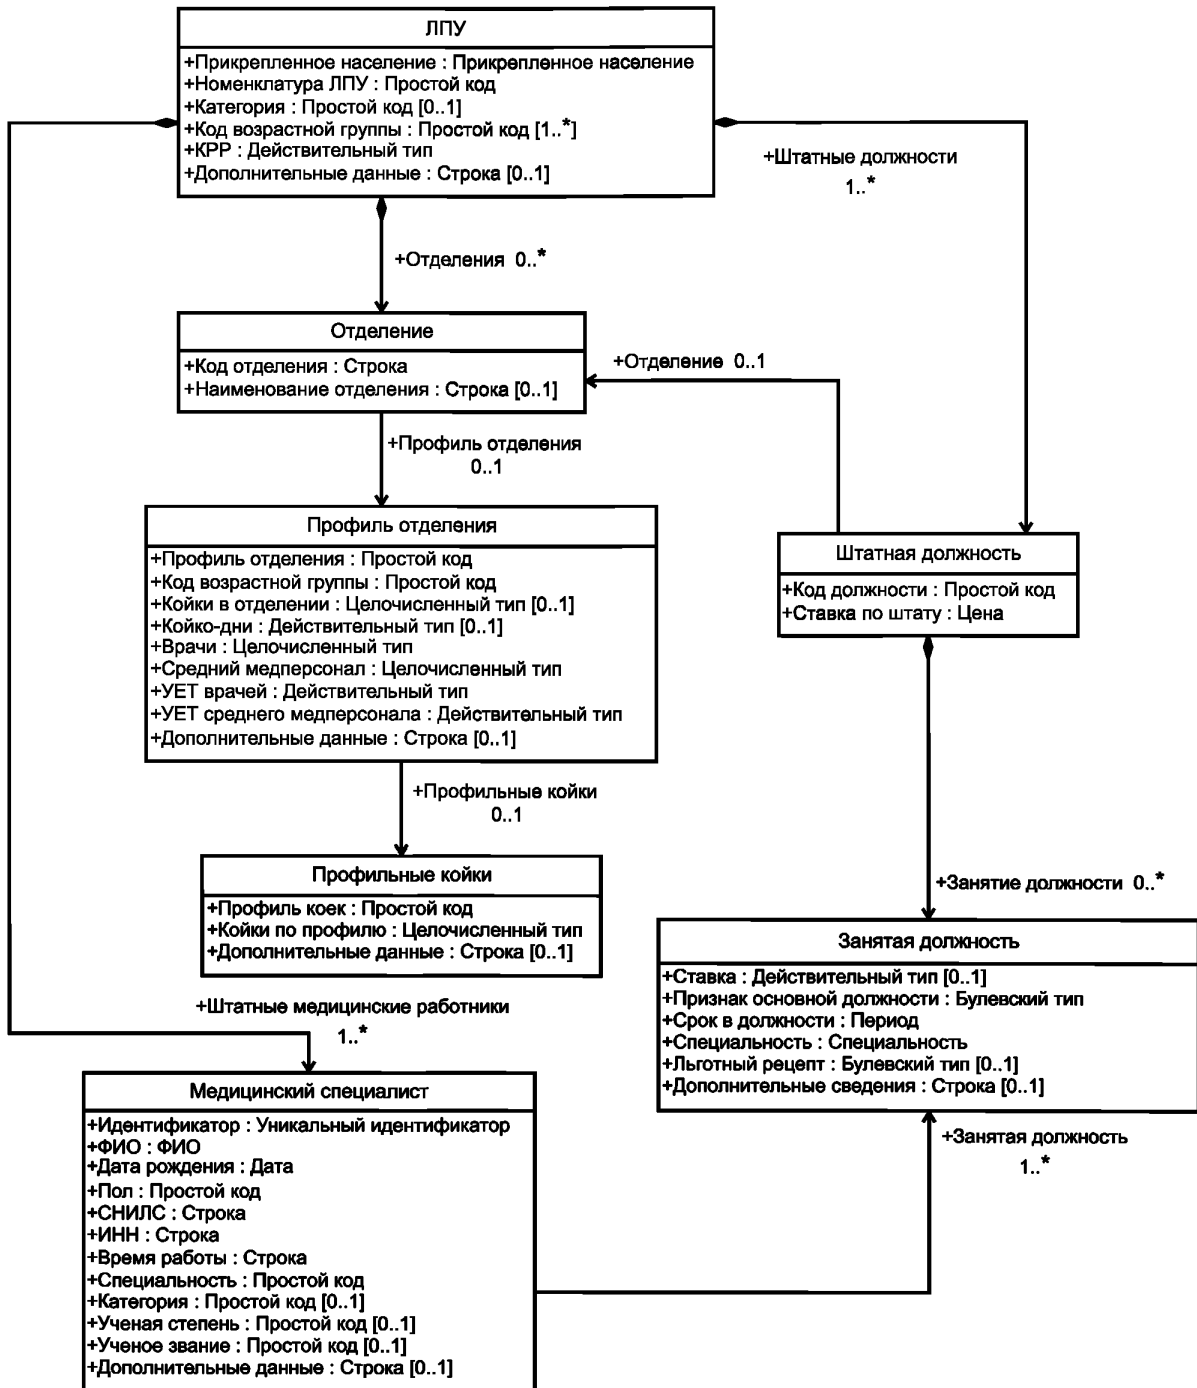 ЛПУ
+Прикрепленное население : Прикрепленное население
+Номенклатура ЛПУ : Простой код
+Категория : Простой код [0..1]
+Код возрастной группы : Простой код [1..*]
+КРР : Действительный тип
+Дополнительные данные : Строка [0..1]
+Штатные должности
1..*
+Отделения 0..*
Отделение
+Код отделения : Строка
+Наименование отделения : Строка [0..1]
+Отделение 0..1
+Профиль отделения
0..1
Профиль отделения
+Профиль отделения : Простой код
+Код возрастной группы : Простой код
+Койки в отделении : Целочисленный тип [0..1]
+Койко-дни : Действительный тип [0..1]
+Врачи : Целочисленный тип
+Средний медперсонал : Целочисленный тип
+УЕТ врачей : Действительный тип
+УЕТ среднего медперсонала : Действительный тип
+Дополнительные данные : Строка [0..1]
Штатная должность
+Код должности : Простой код
+Ставка по штату : Цена
+Профильные койки
0..1
Профильные койки
+Профиль коек : Простой код
+Койки по профилю : Целочисленный тип
+Дополнительные данные : Строка [0..1]
+Занятие должности 0..*
Занятая должность
+Ставка : Действительный тип [0..1]
+Признак основной должности : Булевский тип
+Срок в должности : Период
+Специальность : Специальность
+Льготный рецепт : Булевский тип [0..1]
+Дополнительные сведения : Строка [0..1]
+Штатные медицинские работники
1..*
Медицинский специалист
+Идентификатор : Уникальный идентификатор
+ФИО : ФИО
+Дата рождения : Дата
+Пол : Простой код
+СНИЛС : Строка
+ИНН : Строка
+Время работы : Строка
+Специальность : Простой код
+Категория : Простой код [0..1]
+Ученая степень : Простой код [0..1]
+Ученое звание : Простой код [0..1]
+Дополнительные данные : Строка [0..1]
+Занятая должность
1..*